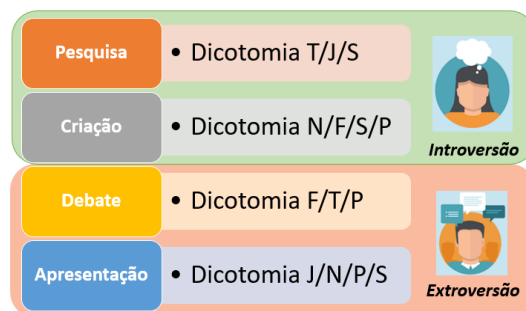 Pesquisa
• Dicotomia T/J/S
Criação
• Dicotomia N/F/S/P
Introversão
Debate
• Dicotomia F/T/P
Apresentação
• Dicotomia J/N/P/S
Extroversão